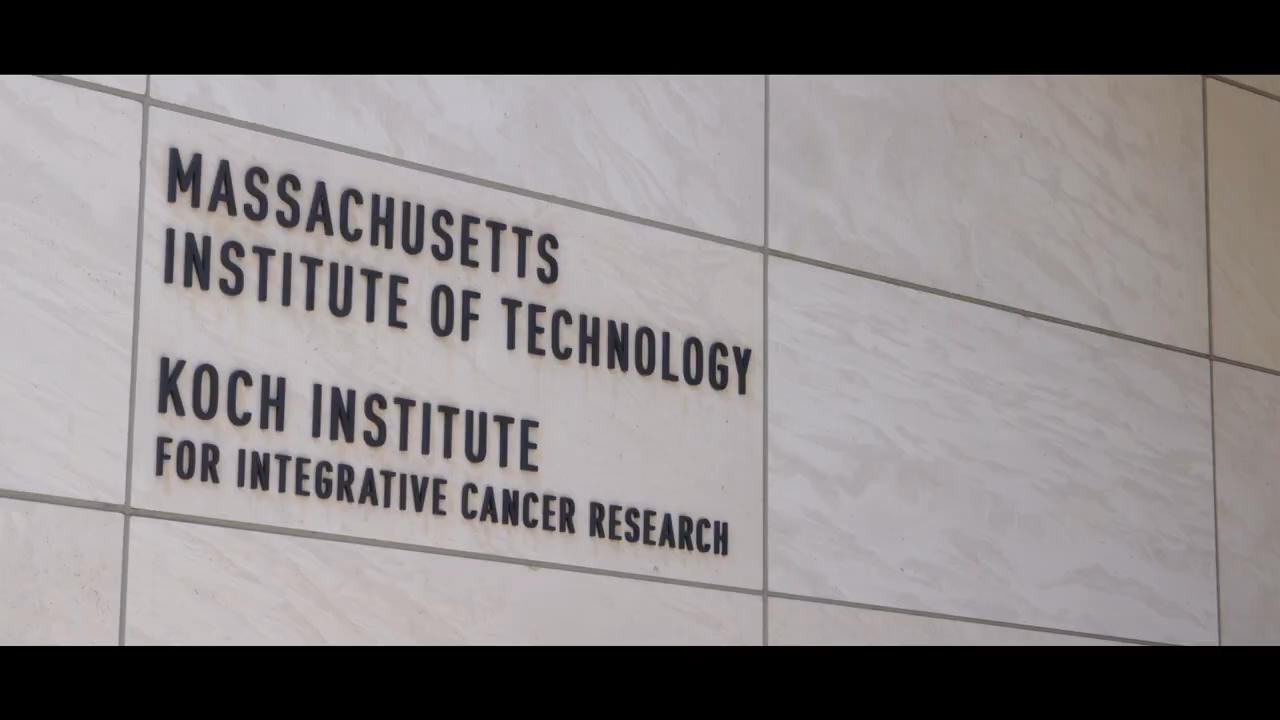 MASSACHUSETTS
INSTITUTE OF TECHNOLOGY
KOCH INSTITUTE
FOR INTEGRATIVE CANCER RESEARCH